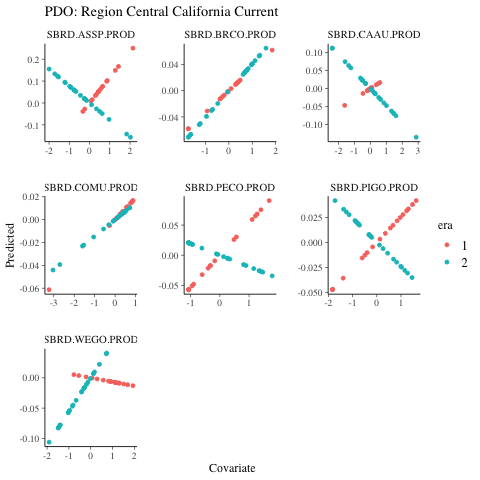 PDO: Region Central California Current
SBRD.ASSP.PROD SBRD.BRCO.PROD SBRD.CAAU.PROD
0.2
0.1
0.0
-0.1
-2 -1 0 1 2
0.04
0.00
-0.04
-1 0 1 2
0.10
0.05
0.00
-0.05
-0.10
-2 -1 0 1 2 3
SBRD.COMU.PROD SBRD.PECO.PROD SBRD.PIGO.PROD
0.02
0.00
-0.02
-0.04
-0.06
-3 -2 -1 0 1
0.05
0.00
-0.05
-1 0 1 2
0.025
0.000
-0.025
-0.050
-2 -1 0 1
SBRD.WEGO.PROD
0.00
-0.05
-0.10
-2 -1 0 1 2
Predicted
Covariate
era
1
2